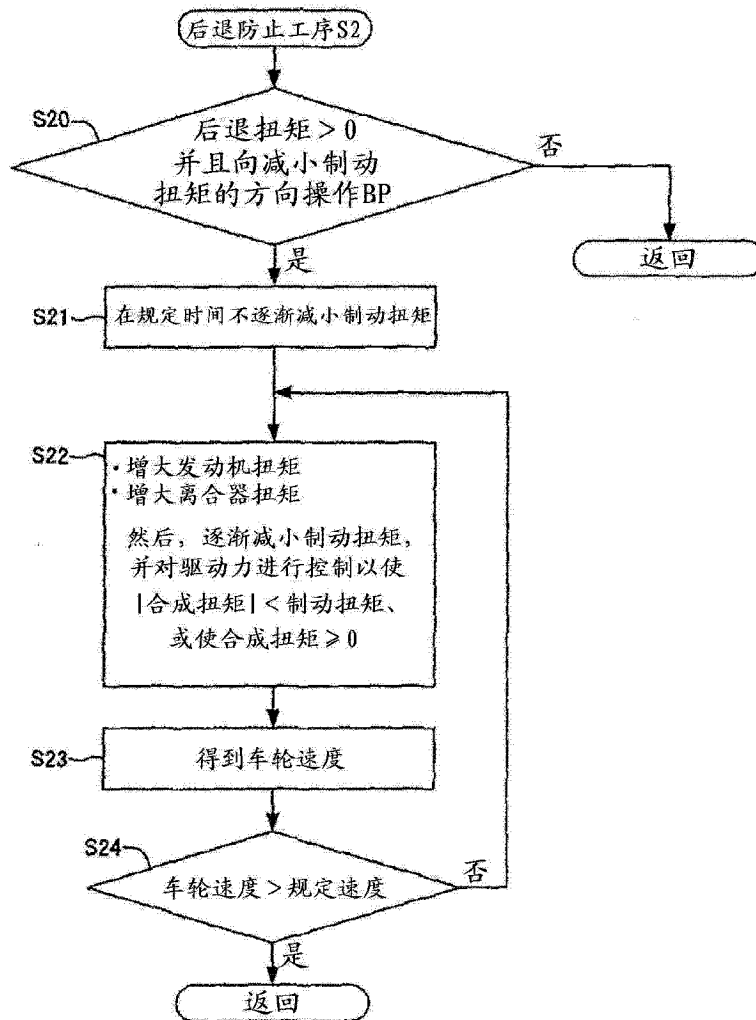 后退防止工序S2
S20
后退扭矩＞0
并且向减小制动
扭矩的方向操作BP
否
返回
是
S21
在规定时间不逐渐减小制动扭矩
S22
·增大发动机扭矩
·增大离合器扭矩
然后，逐渐减小制动扭矩，
并对驱动力进行控制以使
|合成扭矩|＜制动扭矩、
或使合成扭矩≥0
S23
得到车轮速度
S24
车轮速度＞规定速度
否
是
返回